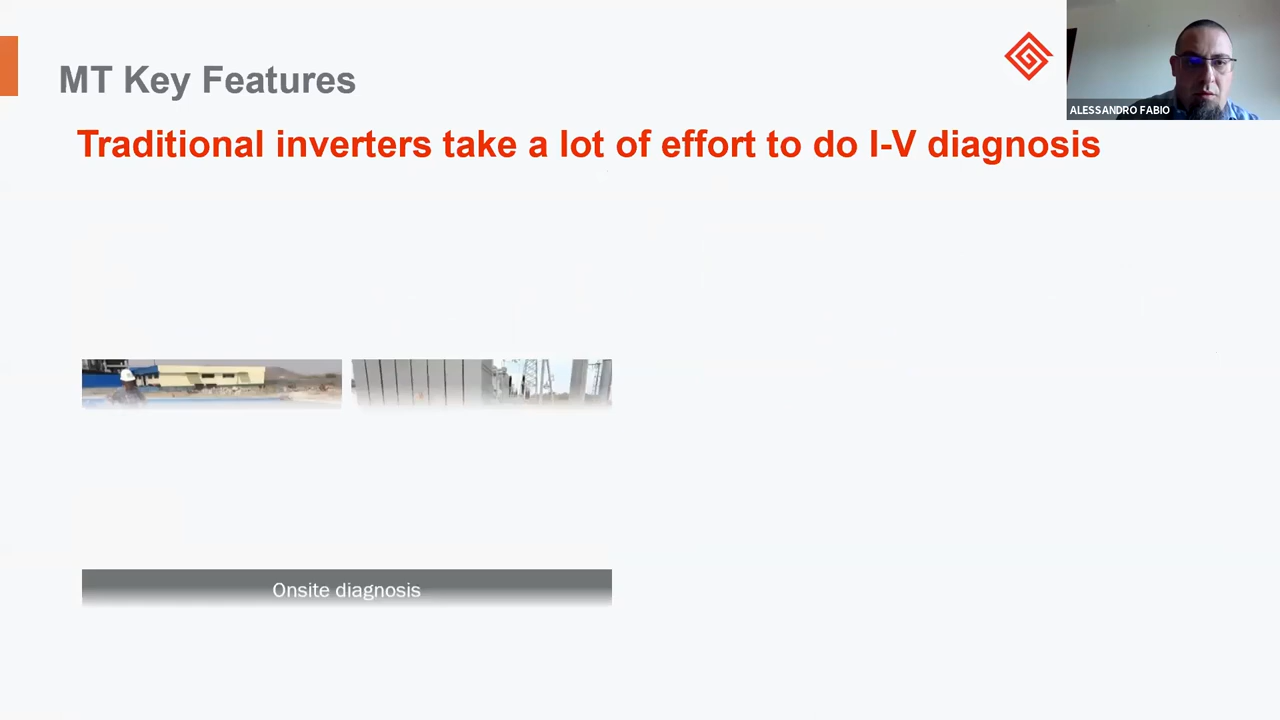 MT Key Features
ALESSANDRO FABIO
Traditional inverters take a lot of effort to do I-V diagnosis
Onsite diagnosis